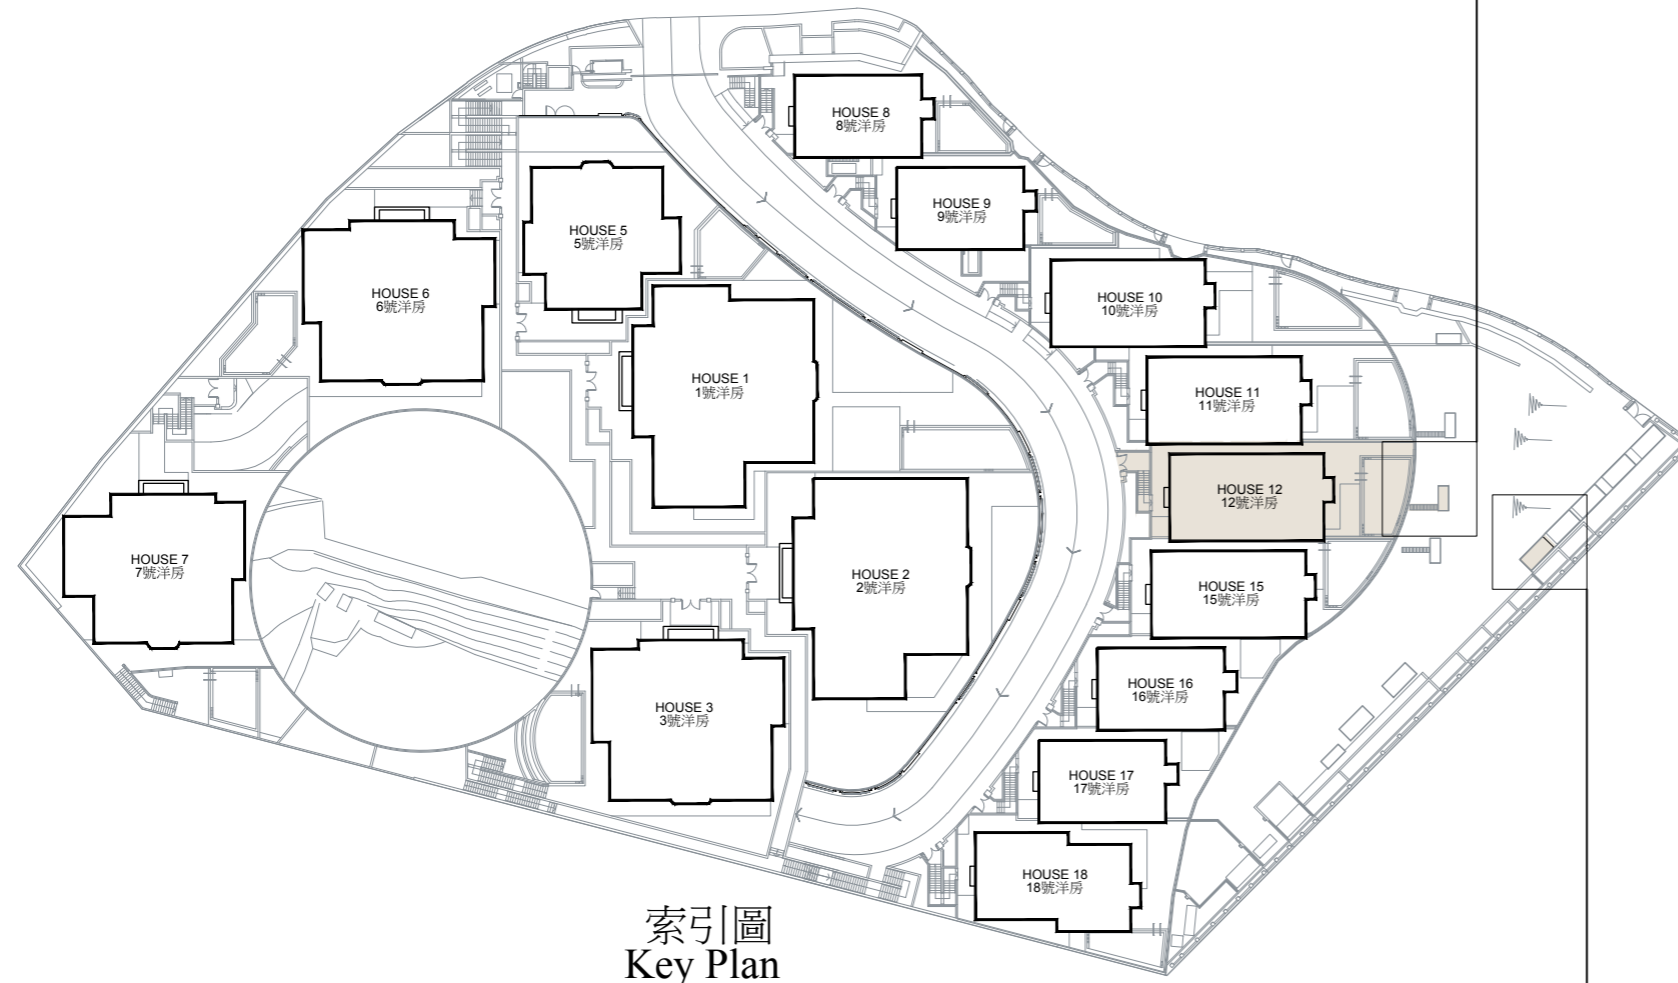 HOUSE 8
8號洋房
HOUSE 9
9號洋房
HOUSE 5
5號洋房
HOUSE 6
6號洋房
HOUSE 10
10號洋房
HOUSE 1
1號洋房
HOUSE 11
11號洋房
HOUSE 12
12號洋房
HOUSE 7
7號洋房
HOUSE 2
2號洋房
HOUSE 15
15號洋房
HOUSE 16
16號洋房
HOUSE 3
3號洋房
HOUSE 17
17號洋房
HOUSE 18
18號洋房
索引圖
Key Plan